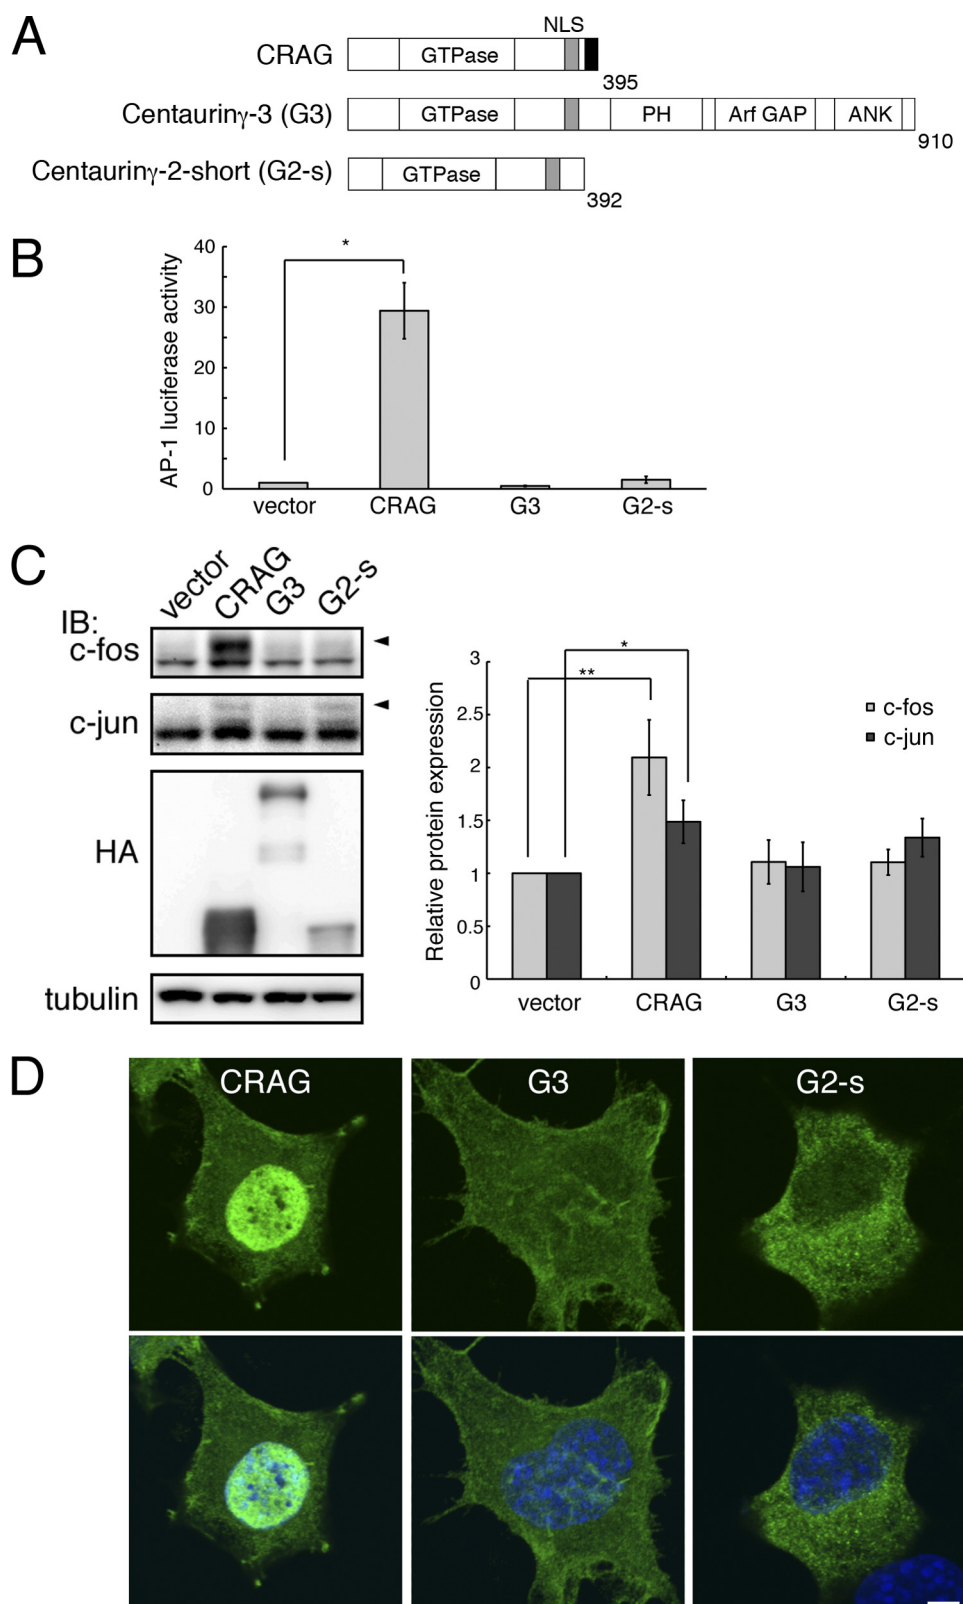 A
NLS
CRAG
GTPase
395
Centaurinγ-3 (G3)
GTPase
PH
Arf GAP
ANK
910
Centaurinγ-2-short (G2-s)
GTPase
392
B
AP-1 luciferase activity
40
30
20
10
0
*
vector
CRAG
G3
G2-s
C
vector
CRAG
G3
G2-s
IB:
c-fos
c-jun
HA
tubulin
Relative protein expression
3
2.5
2
1.5
1
0.5
0
**
*
c-fos
c-jun
vector
CRAG
G3
G2-s
D
CRAG
G3
G2-s